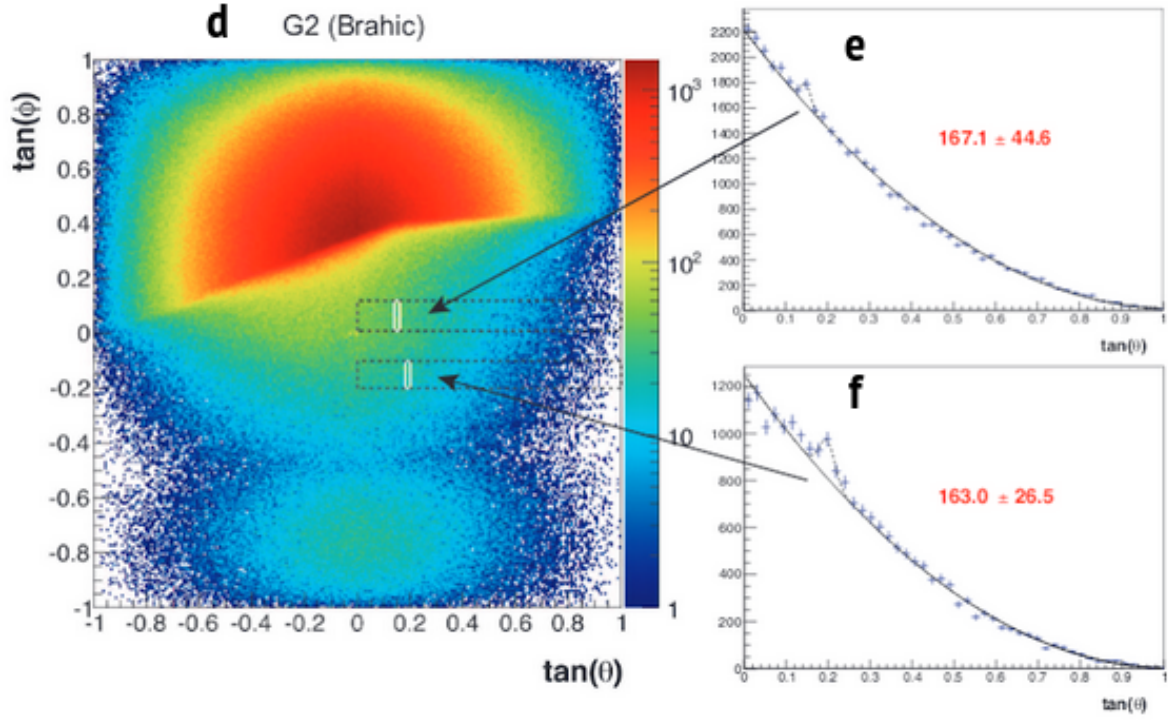 d G2 (Brahic)
tan(ϕ)
1
0.8
0.6
0.4
0.2
0
-0.2
-0.4
-0.6
-0.8
-1
-1 -0.8 -0.6 -0.4 -0.2 0 0.2 0.4 0.6 0.8 1
tan(θ)
10³
10²
10
1
e
2200
2000
1800
1600
1400
1200
1000
800
600
400
200
0
167.1 ± 44.6
0 0.1 0.2 0.3 0.4 0.5 0.6 0.7 0.8 0.9 1
tan(θ)
f
1200
1000
800
600
400
200
0
163.0 ± 26.5
0 0.1 0.2 0.3 0.4 0.5 0.6 0.7 0.8 0.9 1
tan(θ)